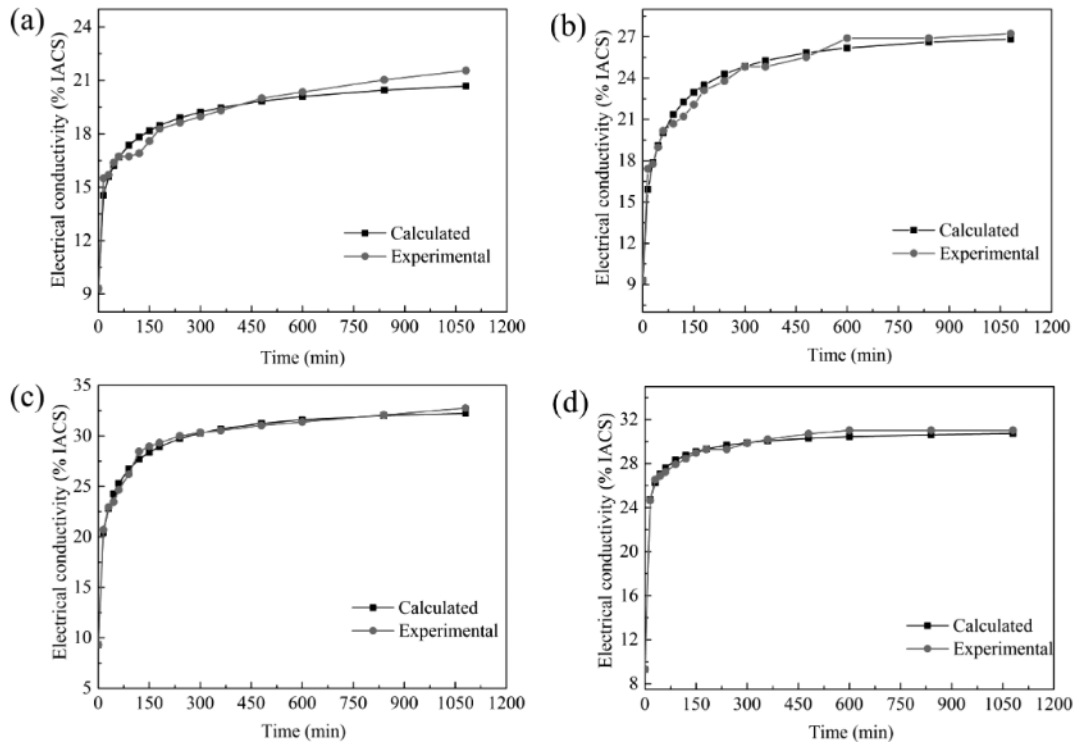 (a)
Electrical conductivity (% IACS)
24
21
18
15
12
9
Calculated
Experimental
0 150 300 450 600 750 900 1050 1200
Time (min)
(b)
Electrical conductivity (% IACS)
27
24
21
18
15
12
9
Calculated
Experimental
0 150 300 450 600 750 900 1050 1200
Time (min)
(c)
Electrical conductivity (% IACS)
35
30
25
20
15
10
5
Calculated
Experimental
0 150 300 450 600 750 900 1050 1200
Time (min)
(d)
Electrical conductivity (% IACS)
32
28
24
20
16
12
8
Calculated
Experimental
0 150 300 450 600 750 900 1050 1200
Time (min)